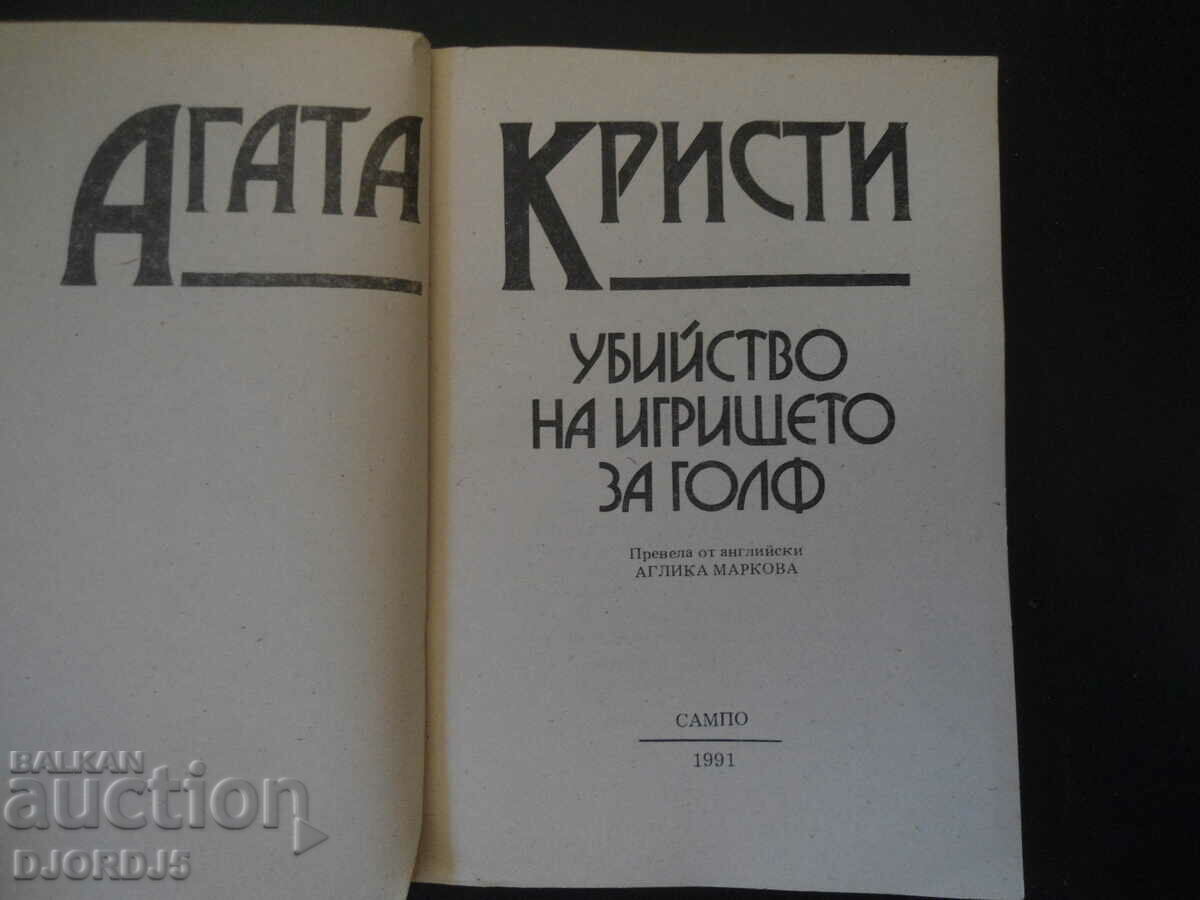 АГАТА КРИСТИ
УБИЙСТВО
НА ИГРИЩЕТО
ЗА ГОЛФ
Превела от английски
АГЛИКА МАРКОВА
САМПО
1991
BALKAN
auction
DJORDJ5